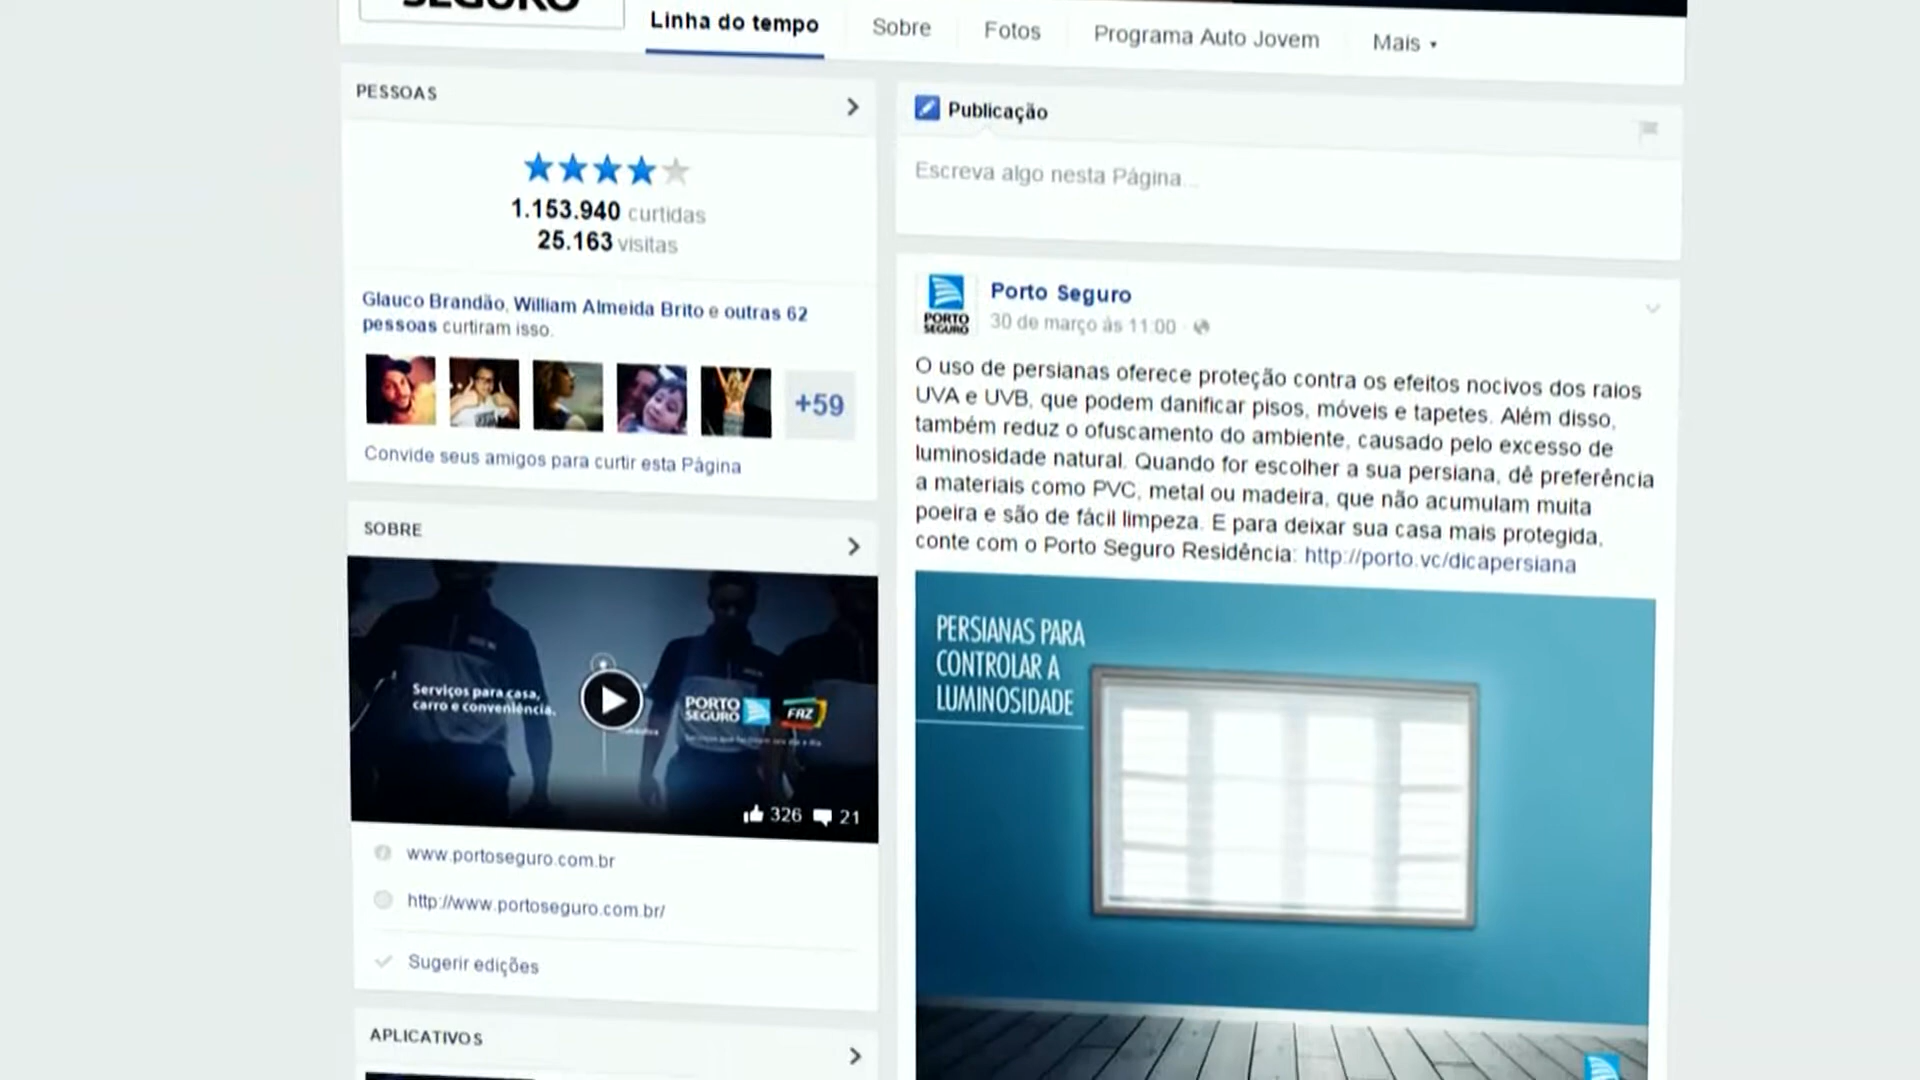 SEGURO
Linha do tempo
Sobre
Fotos
Programa Auto Jovem
Mais
PESSOAS
1.153.940 curtidas
25.163 visitas
Glauco Brandão, William Almeida Brito e outras 62
pessoas curtiram isso.
+59
Convide seus amigos para curtir esta Página
SOBRE
Serviços para casa,
carro e conveniência.
PORTO
SEGURO
FAZ
326
21
www.portoseguro.com.br
http://www.portoseguro.com.br/
Sugerir edições
APLICATIVOS
Publicação
Escreva algo nesta Página...
PORTO
SEGURO
Porto Seguro
30 de março às 11:00
O uso de persianas oferece proteção contra os efeitos nocivos dos raios
UVA e UVB, que podem danificar pisos, móveis e tapetes. Além disso,
também reduz o ofuscamento do ambiente, causado pelo excesso de
luminosidade natural. Quando for escolher a sua persiana, dê preferência
a materiais como PVC, metal ou madeira, que não acumulam muita
poeira e são de fácil limpeza. E para deixar sua casa mais protegida,
conte com o Porto Seguro Residência: http://porto.vc/dicapersiana
PERSIANAS PARA
CONTROLAR A
LUMINOSIDADE